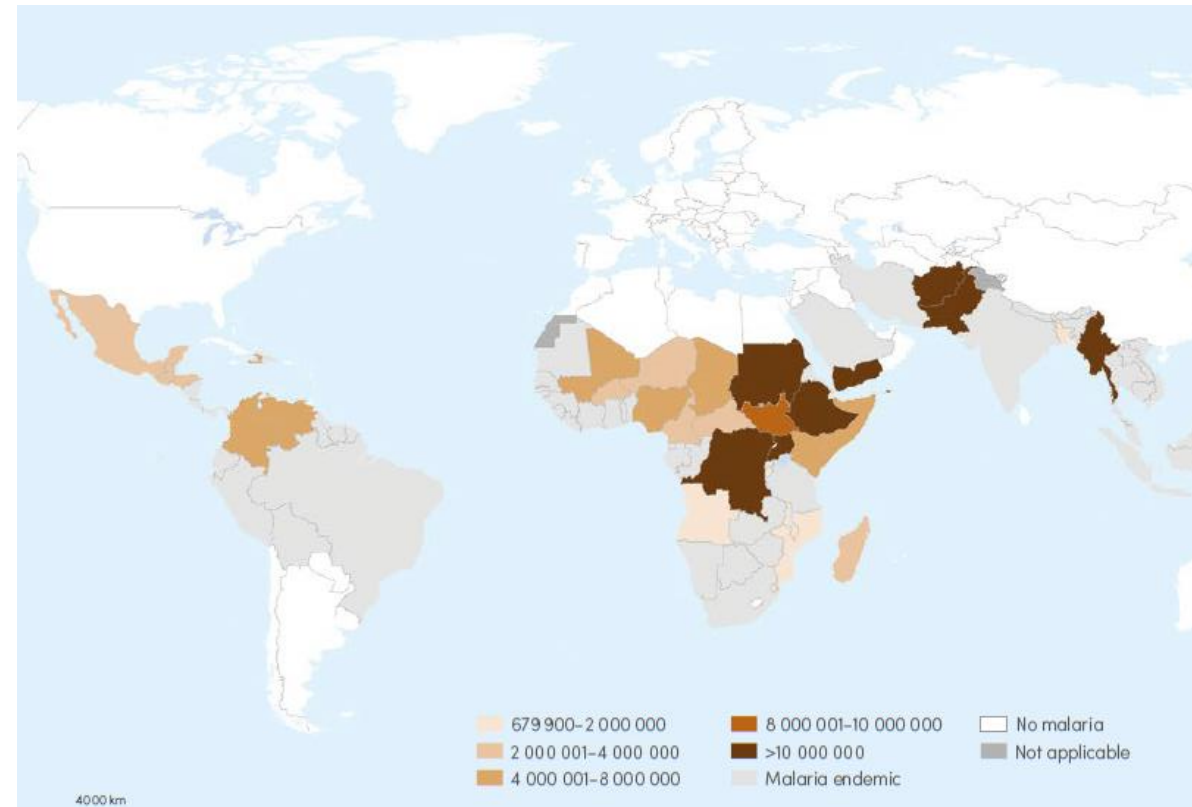 679 900–2 000 000
2 000 001–4 000 000
4 000 001–8 000 000
8 000 001–10 000 000
>10 000 000
Malaria endemic
No malaria
Not applicable
4000 km